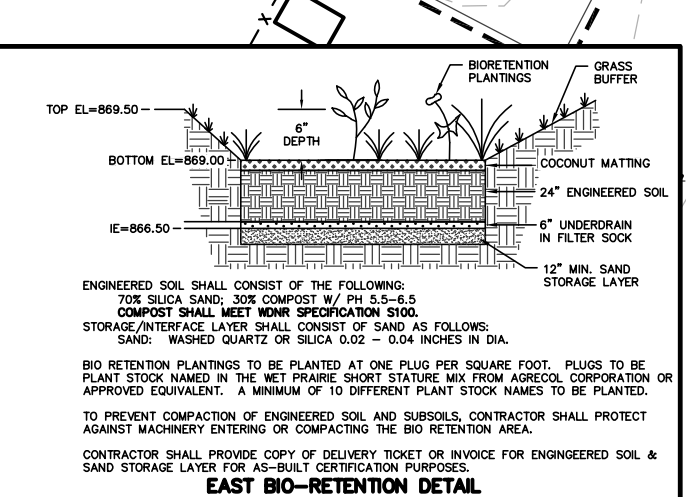 BIORETENTION
PLANTINGS
GRASS
BUFFER
TOP EL=869.50
6"
DEPTH
BOTTOM EL=869.00
COCONUT MATTING
24" ENGINEERED SOIL
IE=866.50
6" UNDERDRAIN
IN FILTER SOCK
12" MIN. SAND
STORAGE LAYER
ENGINEERED SOIL SHALL CONSIST OF THE FOLLOWING:
70% SILICA SAND; 30% COMPOST W/ PH 5.5-6.5
COMPOST SHALL MEET WDNR SPECIFICATION S100.
STORAGE/INTERFACE LAYER SHALL CONSIST OF SAND AS FOLLOWS:
SAND: WASHED QUARTZ OR SILICA 0.02 - 0.04 INCHES IN DIA.
BIO RETENTION PLANTINGS TO BE PLANTED AT ONE PLUG PER SQUARE FOOT. PLUGS TO BE
PLANT STOCK NAMED IN THE WET PRAIRIE SHORT STATURE MIX FROM AGRECOL CORPORATION OR
APPROVED EQUIVALENT. A MINIMUM OF 10 DIFFERENT PLANT STOCK NAMES TO BE PLANTED.
TO PREVENT COMPACTION OF ENGINEERED SOIL AND SUBSOILS, CONTRACTOR SHALL PROTECT
AGAINST MACHINERY ENTERING OR COMPACTING THE BIO RETENTION AREA.
CONTRACTOR SHALL PROVIDE COPY OF DELIVERY TICKET OR INVOICE FOR ENGINGEERED SOIL &
SAND STORAGE LAYER FOR AS-BUILT CERTIFICATION PURPOSES.
EAST BIO-RETENTION DETAIL